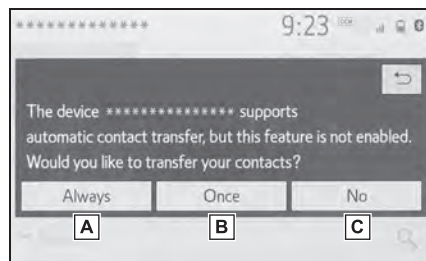 *************
9:23
The device *************** supports
automatic contact transfer, but this feature is not enabled.
Would you like to transfer your contacts?
Always Once No
A B C